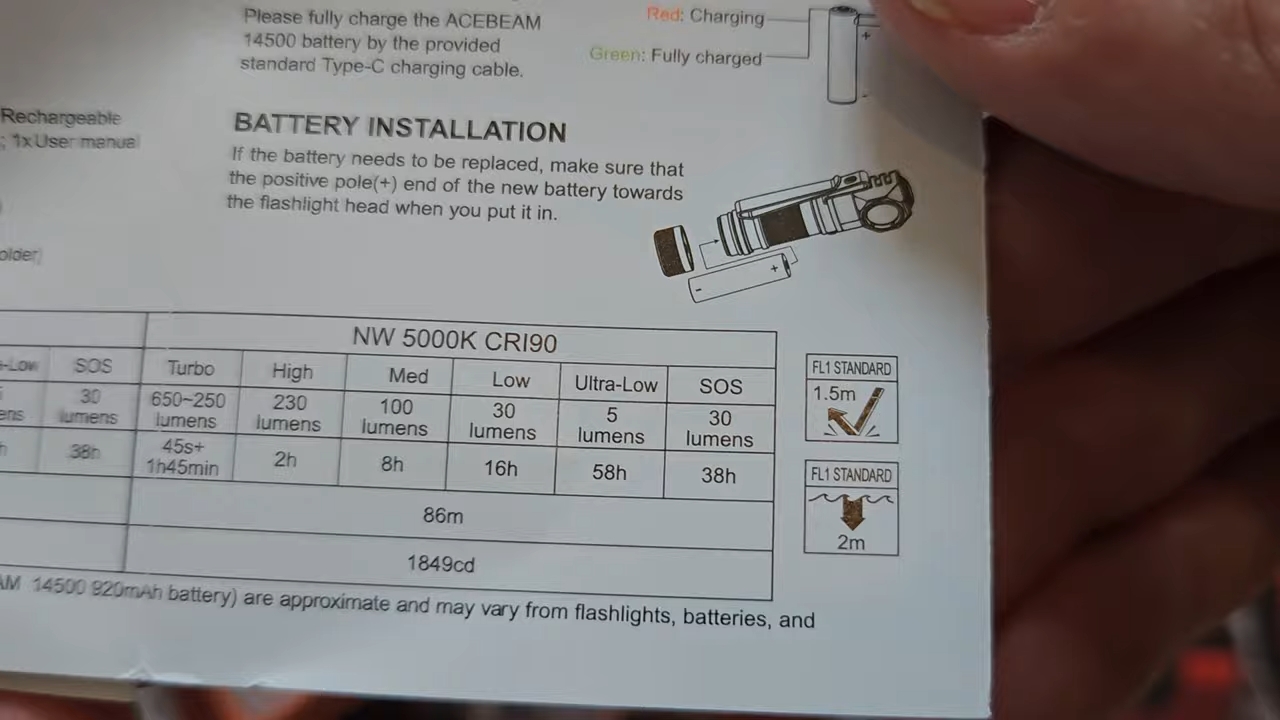 Please fully charge the ACEBEAM
14500 battery by the provided
standard Type-C charging cable.
Red: Charging
Green: Fully charged
+
Rechargeable
; 1xUser manual
BATTERY INSTALLATION
If the battery needs to be replaced, make sure that
the positive pole(+) end of the new battery towards
the flashlight head when you put it in.
- +
older)
NW 5000K CRI90
-Low SOS Turbo High Med Low Ultra-Low SOS
30 lumens
650~250 lumens
230 lumens
100 lumens
30 lumens
5 lumens
30 lumens
38h
45s+
1h45min
2h
8h
16h
58h
38h
86m
1849cd
FL1 STANDARD
1.5m
FL1 STANDARD
2m
14500 920mAh battery) are approximate and may vary from flashlights, batteries, and